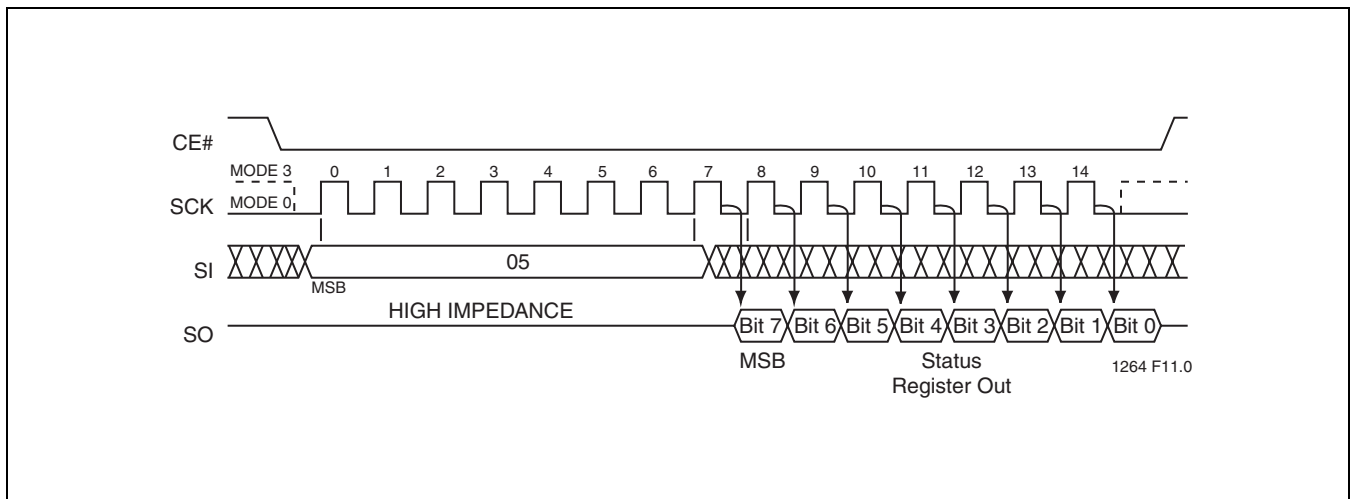 CE#
MODE 3 0 1 2 3 4 5 6 7 8 9 10 11 12 13 14
SCK MODE 0
SI 05
MSB
HIGH IMPEDANCE
SO Bit 7 Bit 6 Bit 5 Bit 4 Bit 3 Bit 2 Bit 1 Bit 0
MSB Status
Register Out
1264 F11.0